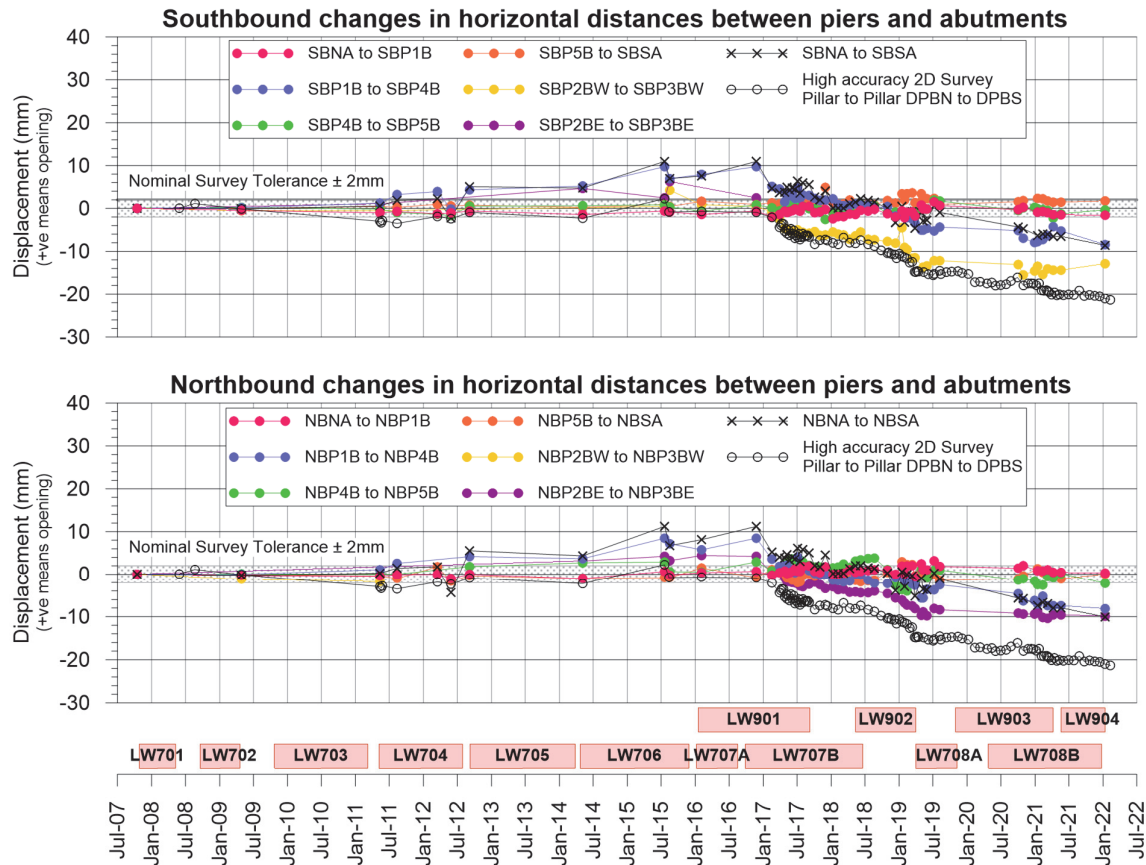 Southbound changes in horizontal distances between piers and abutments
Displacement (mm)
(+ve means opening)
40
30
20
10
0
-10
-20
-30
SBNA to SBP1B
SBP5B to SBSA
SBNA to SBSA
SBP1B to SBP4B
SBP2BW to SBP3BW
High accuracy 2D Survey
Pillar to Pillar DPBN to DPBS
SBP4B to SBP5B
SBP2BE to SBP3BE
Nominal Survey Tolerance ± 2mm
Northbound changes in horizontal distances between piers and abutments
Displacement (mm)
(+ve means opening)
40
30
20
10
0
-10
-20
-30
NBNA to NBP1B
NBP5B to NBSA
NBNA to NBSA
NBP1B to NBP4B
NBP2BW to NBP3BW
High accuracy 2D Survey
Pillar to Pillar DPBN to DPBS
NBP4B to NBP5B
NBP2BE to NBP3BE
Nominal Survey Tolerance ± 2mm
LW901 LW902 LW903 LW904
LW701 LW702 LW703 LW704 LW705 LW706 LW707A LW707B LW708A LW708B
Jul-07 Jan-08 Jul-08 Jan-09 Jul-09 Jan-10 Jul-10 Jan-11 Jul-11 Jan-12 Jul-12 Jan-13 Jul-13 Jan-14 Jul-14 Jan-15 Jul-15 Jan-16 Jul-16 Jan-17 Jul-17 Jan-18 Jul-18 Jan-19 Jul-19 Jan-20 Jul-20 Jan-21 Jul-21 Jan-22 Jul-22